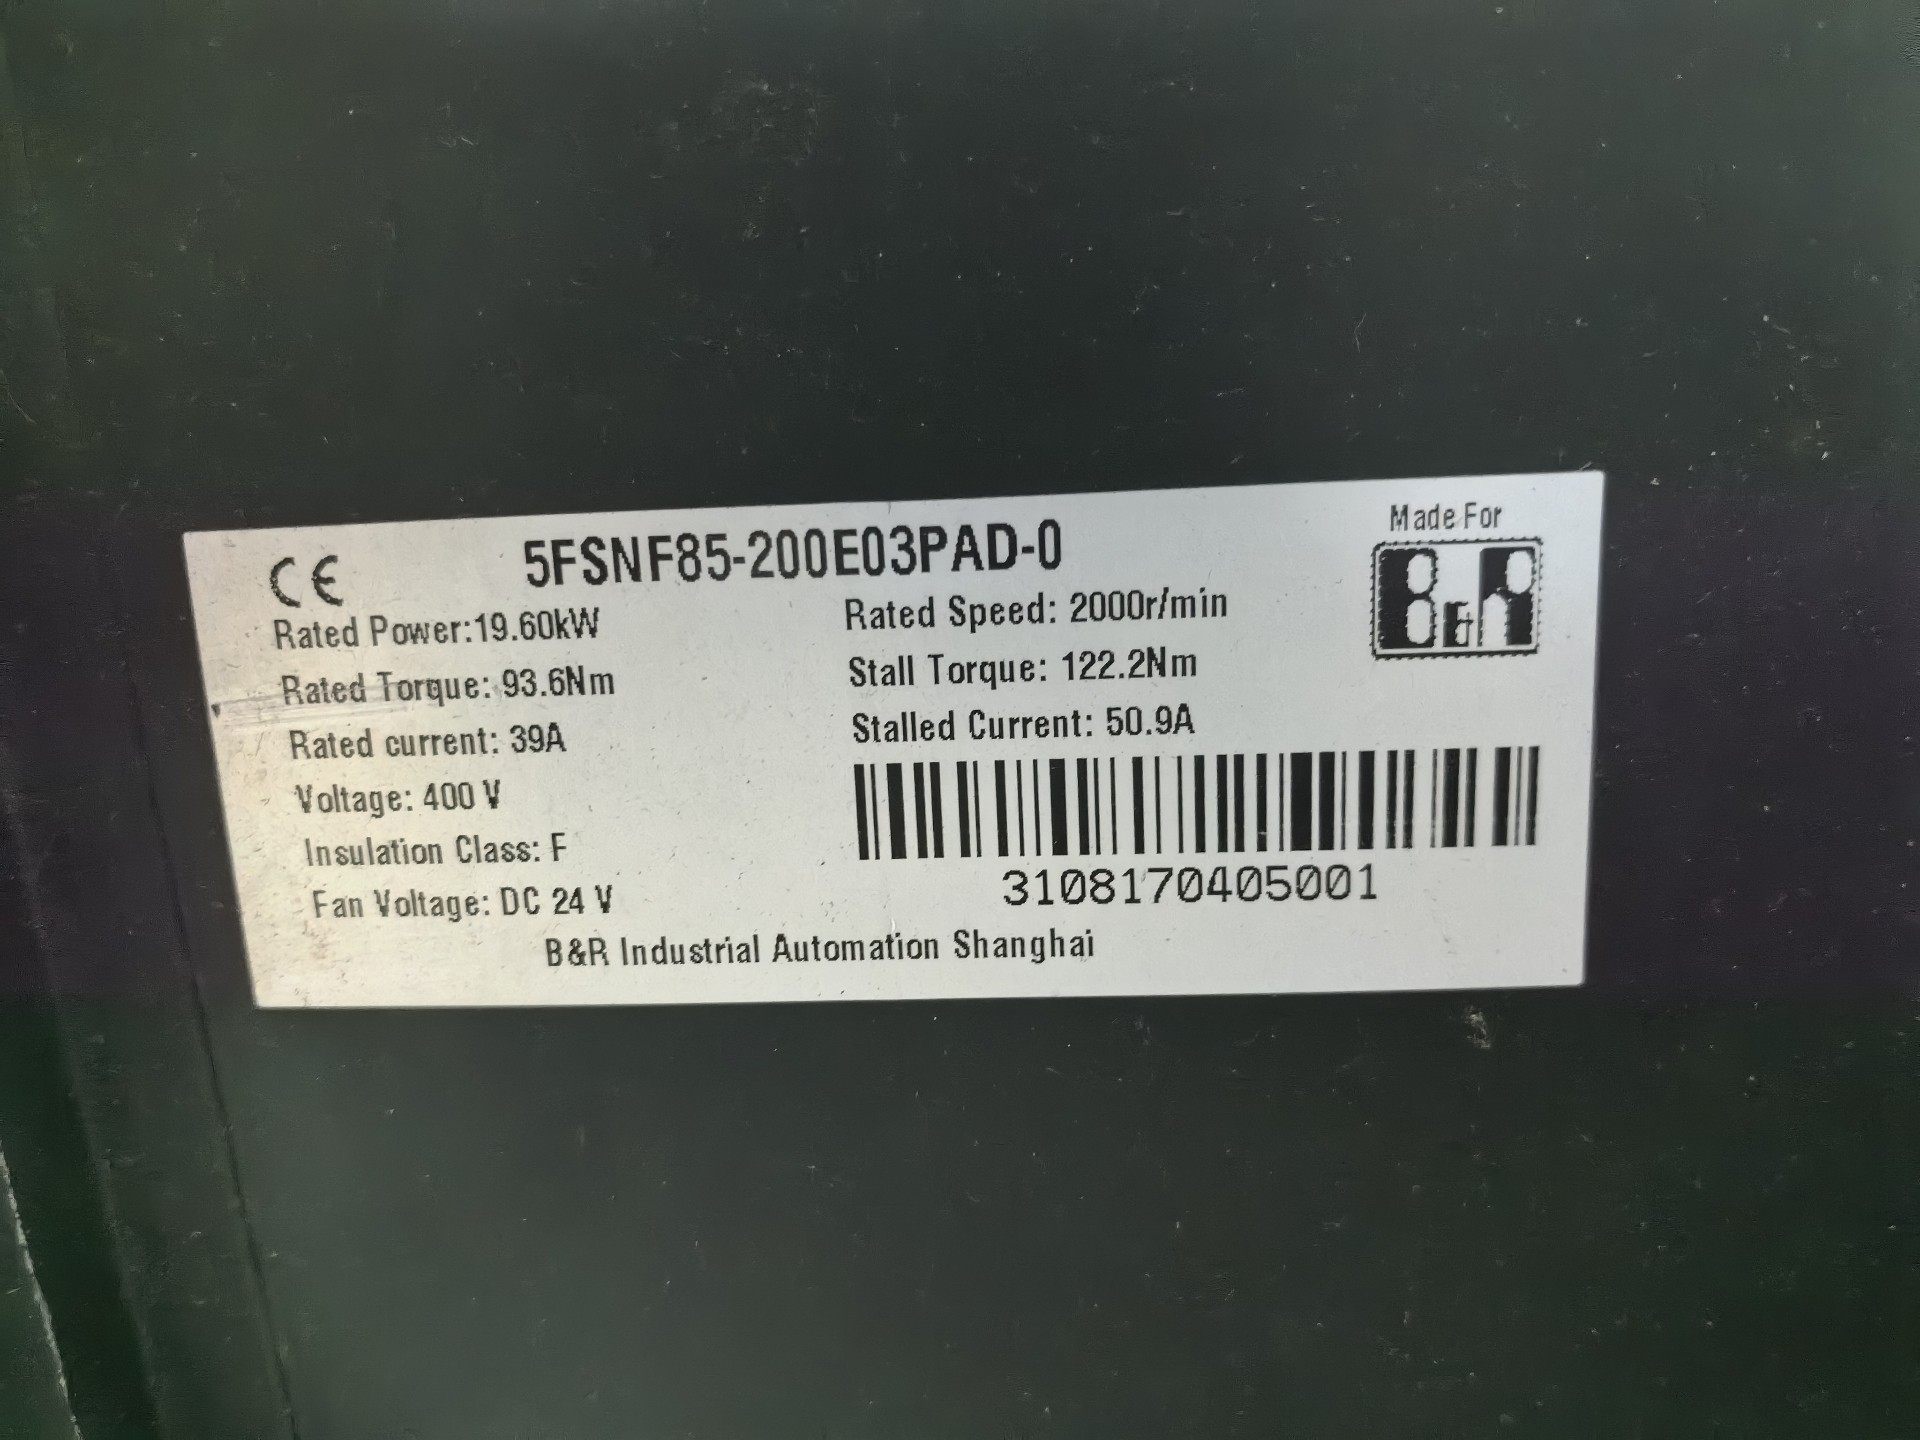 CE
5FSNF85-200E03PAD-0
Made For
B&R
Rated Power:19.60kW
Rated Speed: 2000r/min
Rated Torque: 93.6Nm
Stall Torque: 122.2Nm
Rated current: 39A
Stalled Current: 50.9A
Voltage: 400 V
Insulation Class: F
Fan Voltage: DC 24 V
3108170405001
B&R Industrial Automation Shanghai